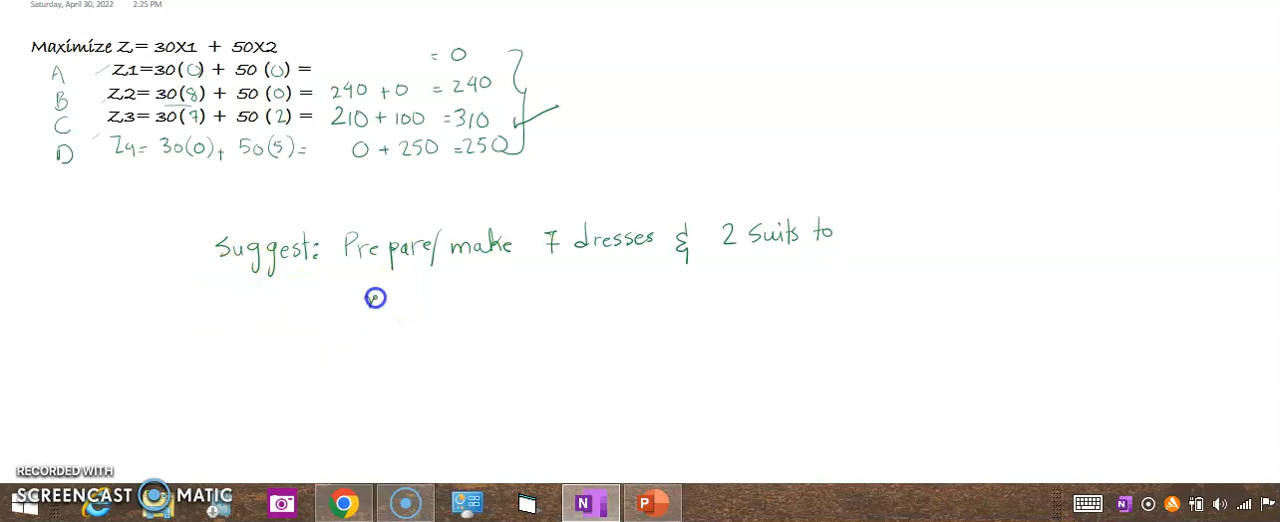 Saturday, April 30, 2022 2:25 PM
Maximize Z= 30X1 + 50X2
A Z1=30(0) + 50 (0) = = 0
B Z2= 30(8) + 50 (0) = 240 + 0 = 240
C Z3= 30(7) + 50 (2) = 210 + 100 = 310
D Z4= 30(0) + 50(5) = 0 + 250 = 250
Suggest: Prepare/make 7 dresses & 2 Suits to
RECORDED WITH
SCREENCAST MATIC